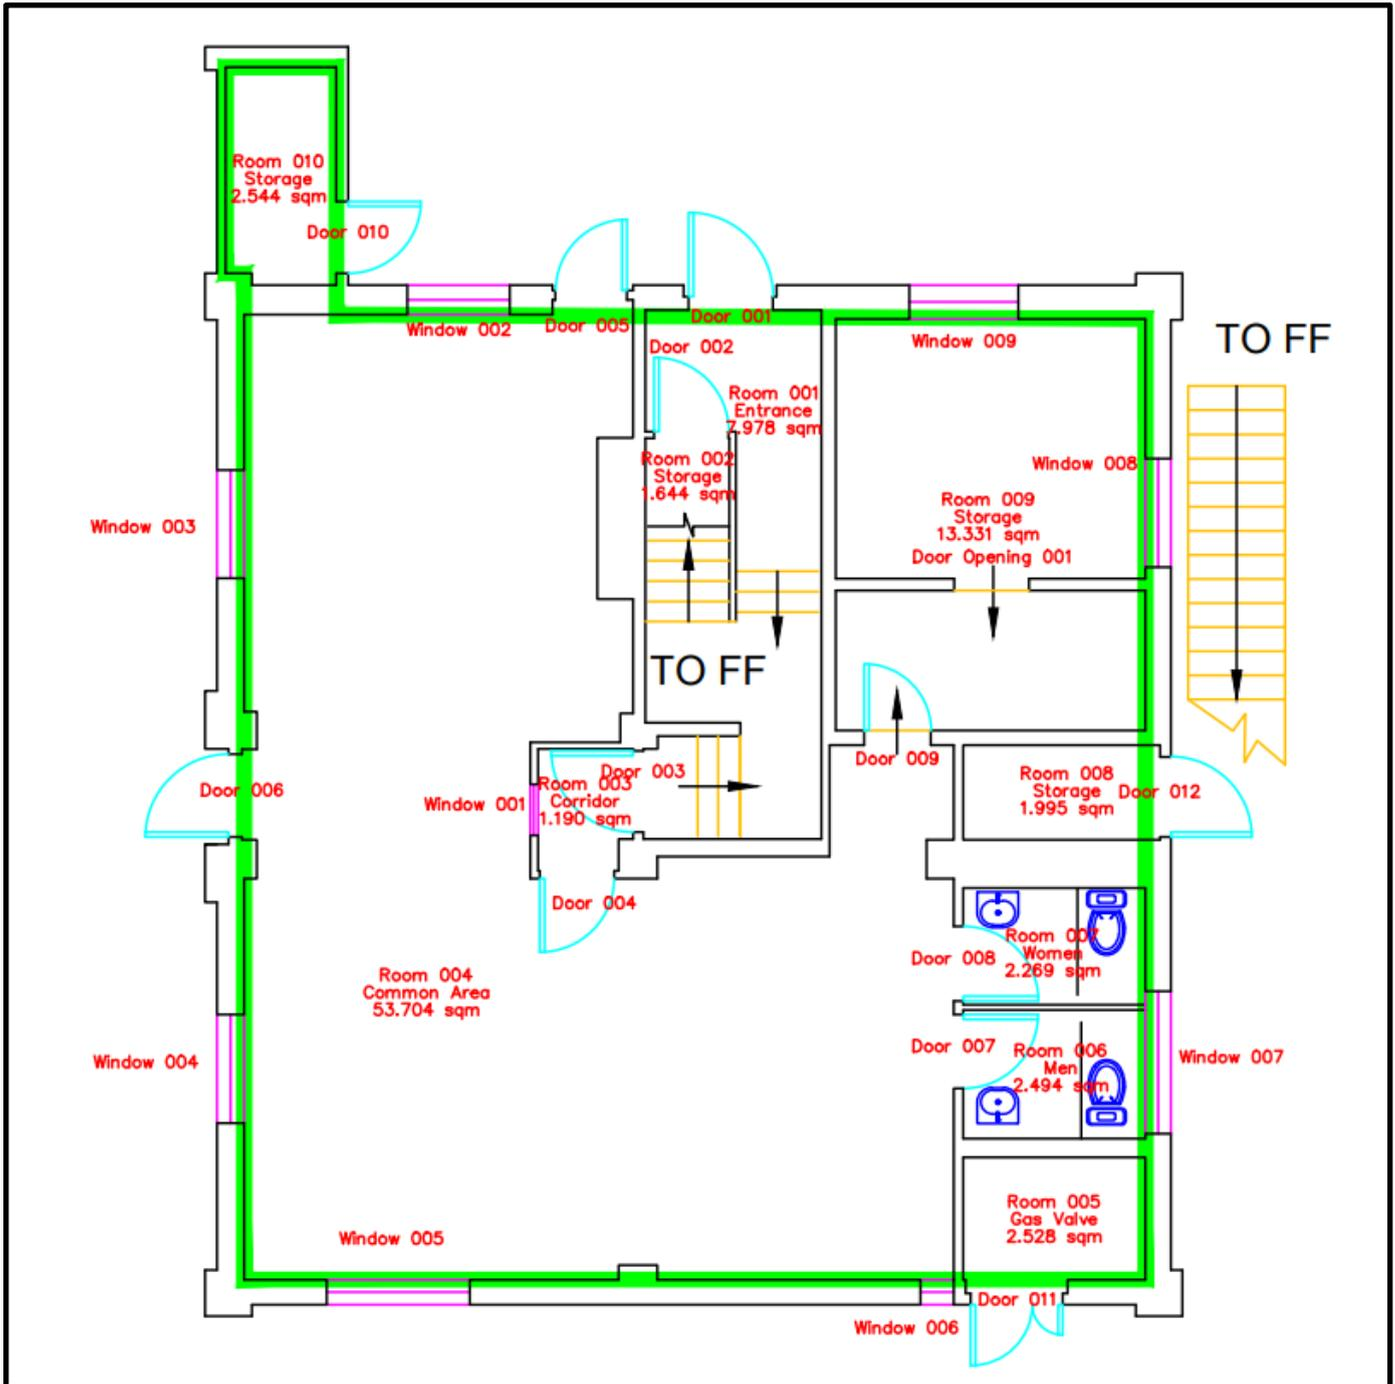 Room 010
Storage
2.544 sqm
Door 010
Window 002
Door 005
Door 001
Window 009
TO FF
Door 002
Room 001
Entrance
7.978 sqm
Room 002
Storage
1.644 sqm
Window 008
Room 009
Storage
13.331 sqm
Door Opening 001
Window 003
TO FF
Door 006
Door 003
Room 003
Corridor
1.190 sqm
Window 001
Door 009
Room 008
Storage
1.995 sqm
Door 012
Door 004
Room 007
Women
2.269 sqm
Door 008
Room 004
Common Area
53.704 sqm
Door 007
Room 006
Men
2.494 sqm
Window 004
Window 007
Room 005
Gas Valve
2.528 sqm
Window 005
Door 011
Window 006